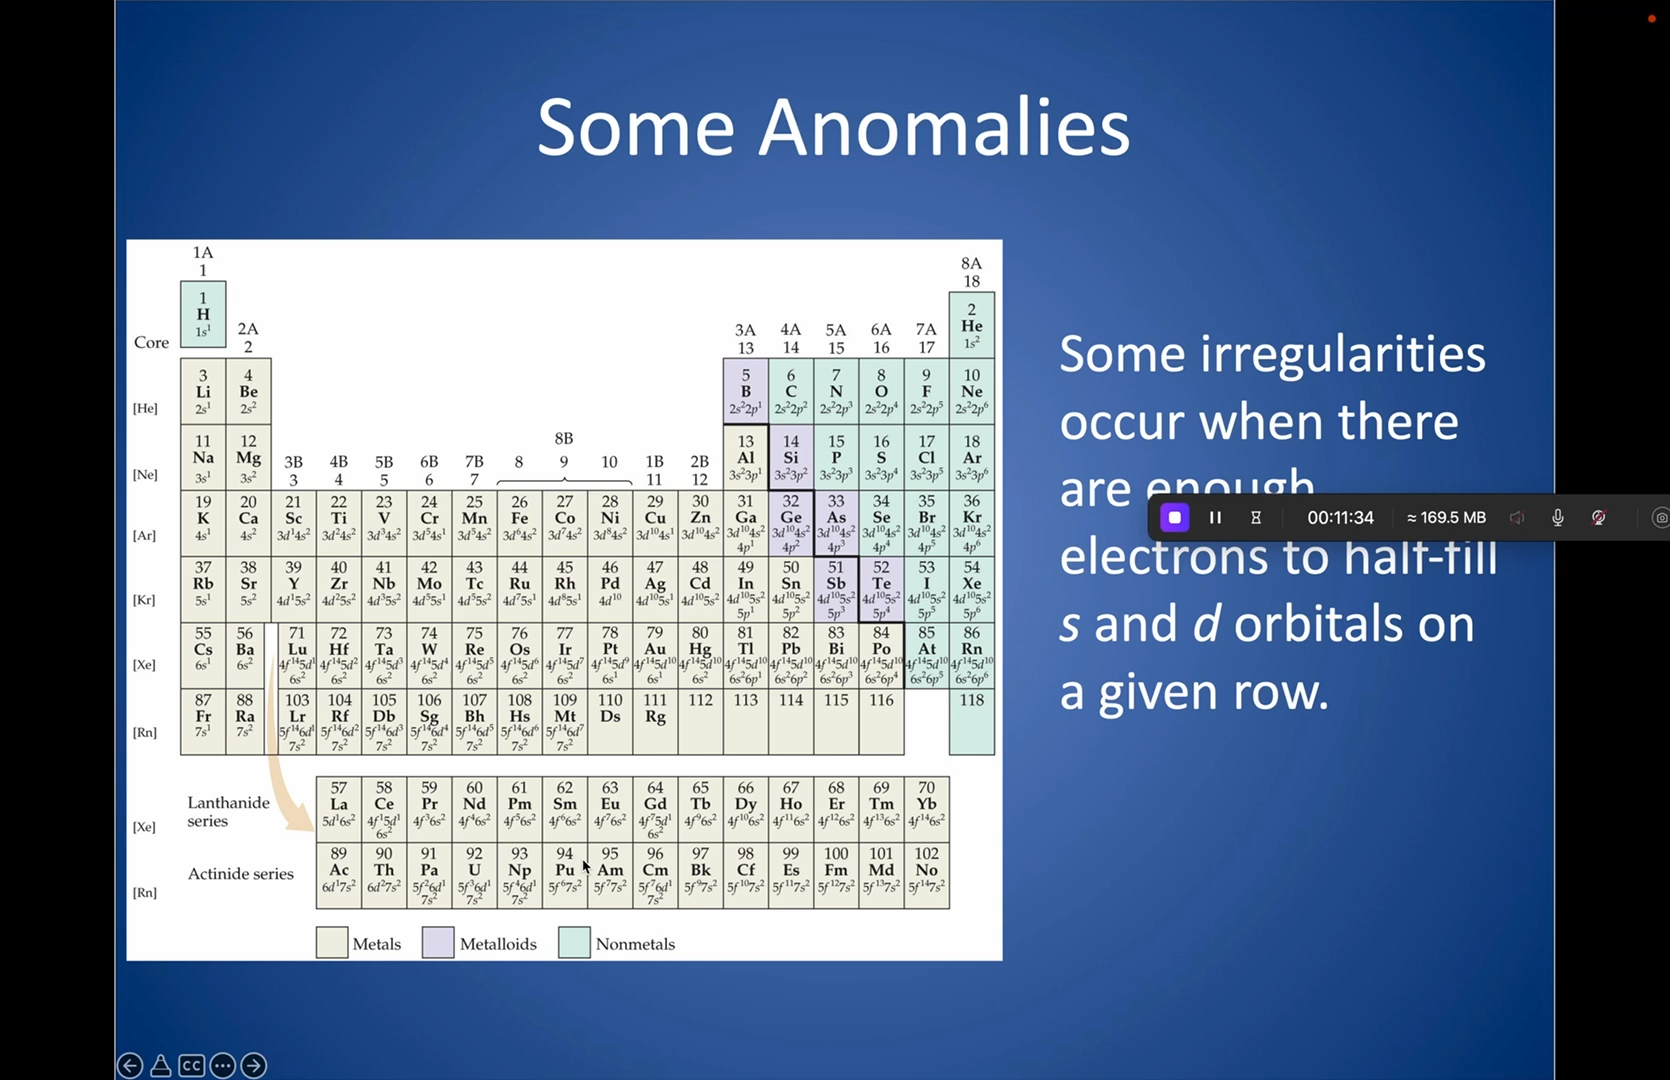 Some Anomalies
1A
1
8A
18
1
H
1s¹
2A
2
3A
13
4A
14
5A
15
6A
16
7A
17
2
He
1s²
Core
[He]
3 Li 2s¹
4 Be 2s²
5 B 2s²2p¹
6 C 2s²2p²
7 N 2s²2p³
8 O 2s²2p⁴
9 F 2s²2p⁵
10 Ne 2s²2p⁶
[Ne]
11 Na 3s¹
12 Mg 3s²
3B
3
4B
4
5B
5
6B
6
7B
7
8B
8 9 10
1B
11
2B
12
13 Al 3s²3p¹
14 Si 3s²3p²
15 P 3s²3p³
16 S 3s²3p⁴
17 Cl 3s²3p⁵
18 Ar 3s²3p⁶
[Ar]
19 K 4s¹
20 Ca 4s²
21 Sc 3d¹4s²
22 Ti 3d²4s²
23 V 3d³4s²
24 Cr 3d⁵4s¹
25 Mn 3d⁵4s²
26 Fe 3d⁶4s²
27 Co 3d⁷4s²
28 Ni 3d⁸4s²
29 Cu 3d¹⁰4s¹
30 Zn 3d¹⁰4s²
31 Ga 3d¹⁰4s² 4p¹
32 Ge 3d¹⁰4s² 4p²
33 As 3d¹⁰4s² 4p³
34 Se 3d¹⁰4s² 4p⁴
35 Br 3d¹⁰4s² 4p⁵
36 Kr 3d¹⁰4s² 4p⁶
[Kr]
37 Rb 5s¹
38 Sr 5s²
39 Y 4d¹5s²
40 Zr 4d²5s²
41 Nb 4d³5s²
42 Mo 4d⁵5s¹
43 Tc 4d⁵5s²
44 Ru 4d⁷5s¹
45 Rh 4d⁸5s¹
46 Pd 4d¹⁰
47 Ag 4d¹⁰5s¹
48 Cd 4d¹⁰5s²
49 In 4d¹⁰5s² 5p¹
50 Sn 4d¹⁰5s² 5p²
51 Sb 4d¹⁰5s² 5p³
52 Te 4d¹⁰5s² 5p⁴
53 I 4d¹⁰5s² 5p⁵
54 Xe 4d¹⁰5s² 5p⁶
[Xe]
55 Cs 6s¹
56 Ba 6s²
71 Lu 4f¹⁴5d¹ 6s²
72 Hf 4f¹⁴5d² 6s²
73 Ta 4f¹⁴5d³ 6s²
74 W 4f¹⁴5d⁴ 6s²
75 Re 4f¹⁴5d⁵ 6s²
76 Os 4f¹⁴5d⁶ 6s²
77 Ir 4f¹⁴5d⁷ 6s²
78 Pt 4f¹⁴5d⁹ 6s¹
79 Au 4f¹⁴5d¹⁰ 6s¹
80 Hg 4f¹⁴5d¹⁰ 6s²
81 Tl 4f¹⁴5d¹⁰ 6s²6p¹
82 Pb 4f¹⁴5d¹⁰ 6s²6p²
83 Bi 4f¹⁴5d¹⁰ 6s²6p³
84 Po 4f¹⁴5d¹⁰ 6s²6p⁴
85 At 4f¹⁴5d¹⁰ 6s²6p⁵
86 Rn 4f¹⁴5d¹⁰ 6s²6p⁶
[Rn]
87 Fr 7s¹
88 Ra 7s²
103 Lr 5f¹⁴6d¹ 7s²
104 Rf 5f¹⁴6d² 7s²
105 Db 5f¹⁴6d³ 7s²
106 Sg 5f¹⁴6d⁴ 7s²
107 Bh 5f¹⁴6d⁵ 7s²
108 Hs 5f¹⁴6d⁶ 7s²
109 Mt 5f¹⁴6d⁷ 7s²
110 Ds
111 Rg
112
113
114
115
116
118
Lanthanide
series
[Xe]
57 La 5d¹6s²
58 Ce 4f¹5d¹ 6s²
59 Pr 4f³6s²
60 Nd 4f⁴6s²
61 Pm 4f⁵6s²
62 Sm 4f⁶6s²
63 Eu 4f⁷6s²
64 Gd 4f⁷5d¹ 6s²
65 Tb 4f⁹6s²
66 Dy 4f¹⁰6s²
67 Ho 4f¹¹6s²
68 Er 4f¹²6s²
69 Tm 4f¹³6s²
70 Yb 4f¹⁴6s²
Actinide series
[Rn]
89 Ac 6d¹7s²
90 Th 6d²7s²
91 Pa 5f²6d¹ 7s²
92 U 5f³6d¹ 7s²
93 Np 5f⁴6d¹ 7s²
94 Pu 5f⁶7s²
95 Am 5f⁷7s²
96 Cm 5f⁷6d¹ 7s²
97 Bk 5f⁹7s²
98 Cf 5f¹⁰7s²
99 Es 5f¹¹7s²
100 Fm 5f¹²7s²
101 Md 5f¹³7s²
102 No 5f¹⁴7s²
Metals
Metalloids
Nonmetals
Some irregularities
occur when there
are enough
electrons to half-fill
s and d orbitals on
a given row.
00:11:34
≈ 169.5 MB
CC